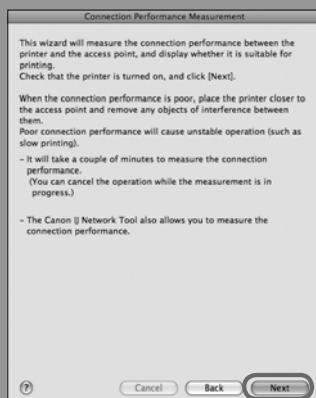 Connection Performance Measurement
This wizard will measure the connection performance between the
printer and the access point, and display whether it is suitable for
printing.
Check that the printer is turned on, and click [Next].
When the connection performance is poor, place the printer closer to
the access point and remove any objects of interference between
them.
Poor connection performance will cause unstable operation (such as
slow printing).
– It will take a couple of minutes to measure the connection
performance.
(You can cancel the operation while the measurement is in
progress.)
– The Canon IJ Network Tool also allows you to measure the
connection performance.
?
Cancel
Back
Next